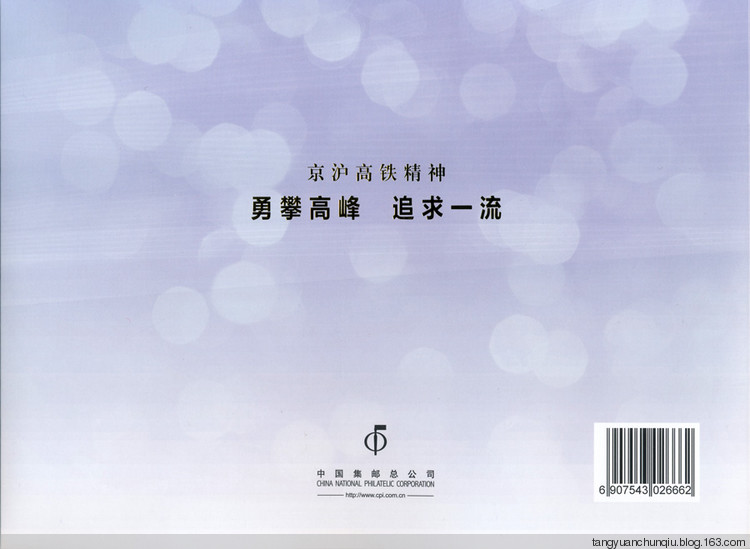 京沪高铁精神
勇攀高峰 追求一流
中国集邮总公司
CHINA NATIONAL PHILATELIC CORPORATION
http://www.cpi.com.cn
6 907543 026662
tangyuanchunqiu.blog.163.com